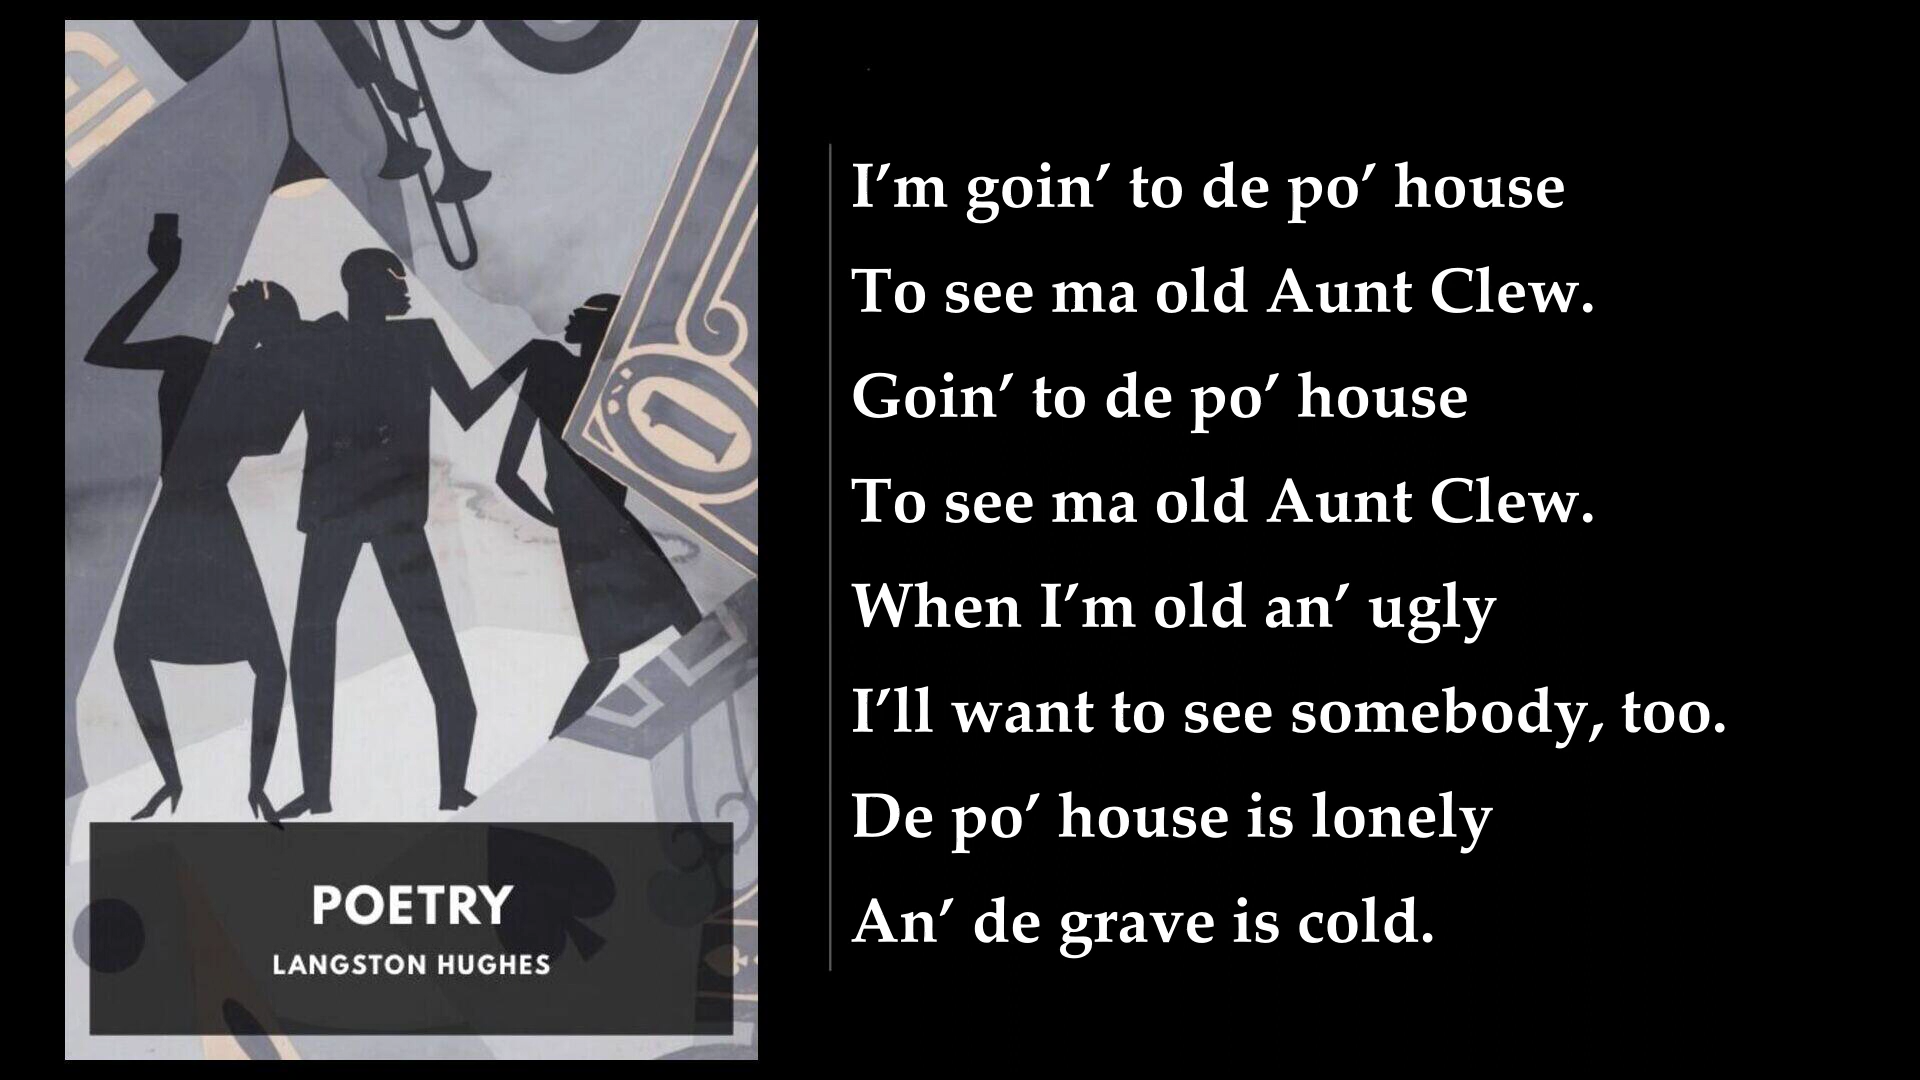 POETRY
LANGSTON HUGHES
I’m goin’ to de po’ house
To see ma old Aunt Clew.
Goin’ to de po’ house
To see ma old Aunt Clew.
When I’m old an’ ugly
I’ll want to see somebody, too.
De po’ house is lonely
An’ de grave is cold.